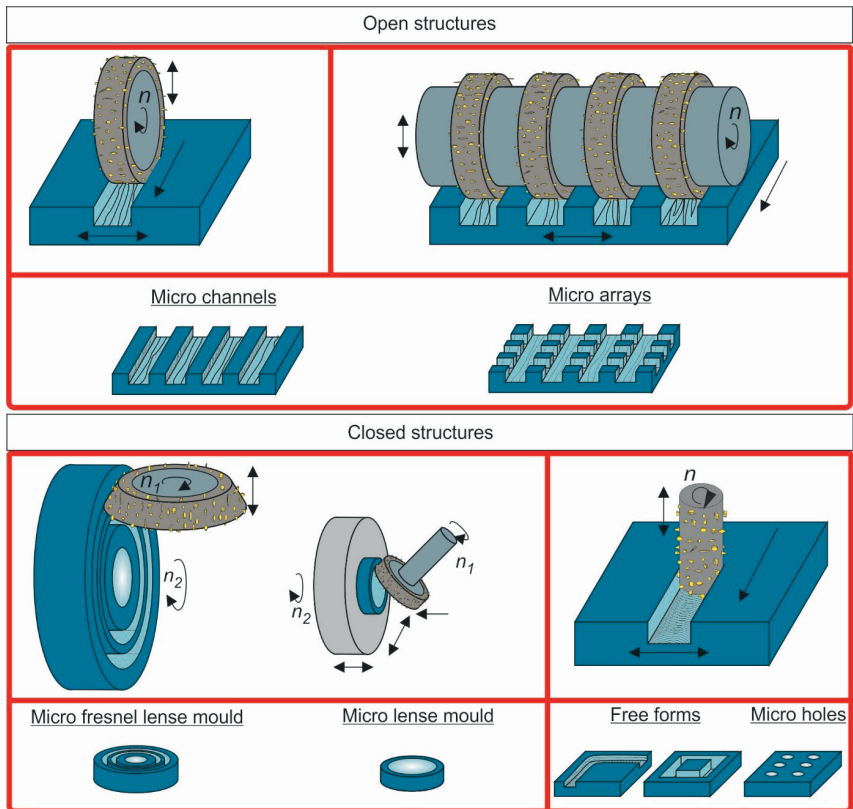 Open structures
n
n
Micro channels
Micro arrays
Closed structures
n1
n2
n1
n2
n
Micro fresnel lense mould
Micro lense mould
Free forms
Micro holes